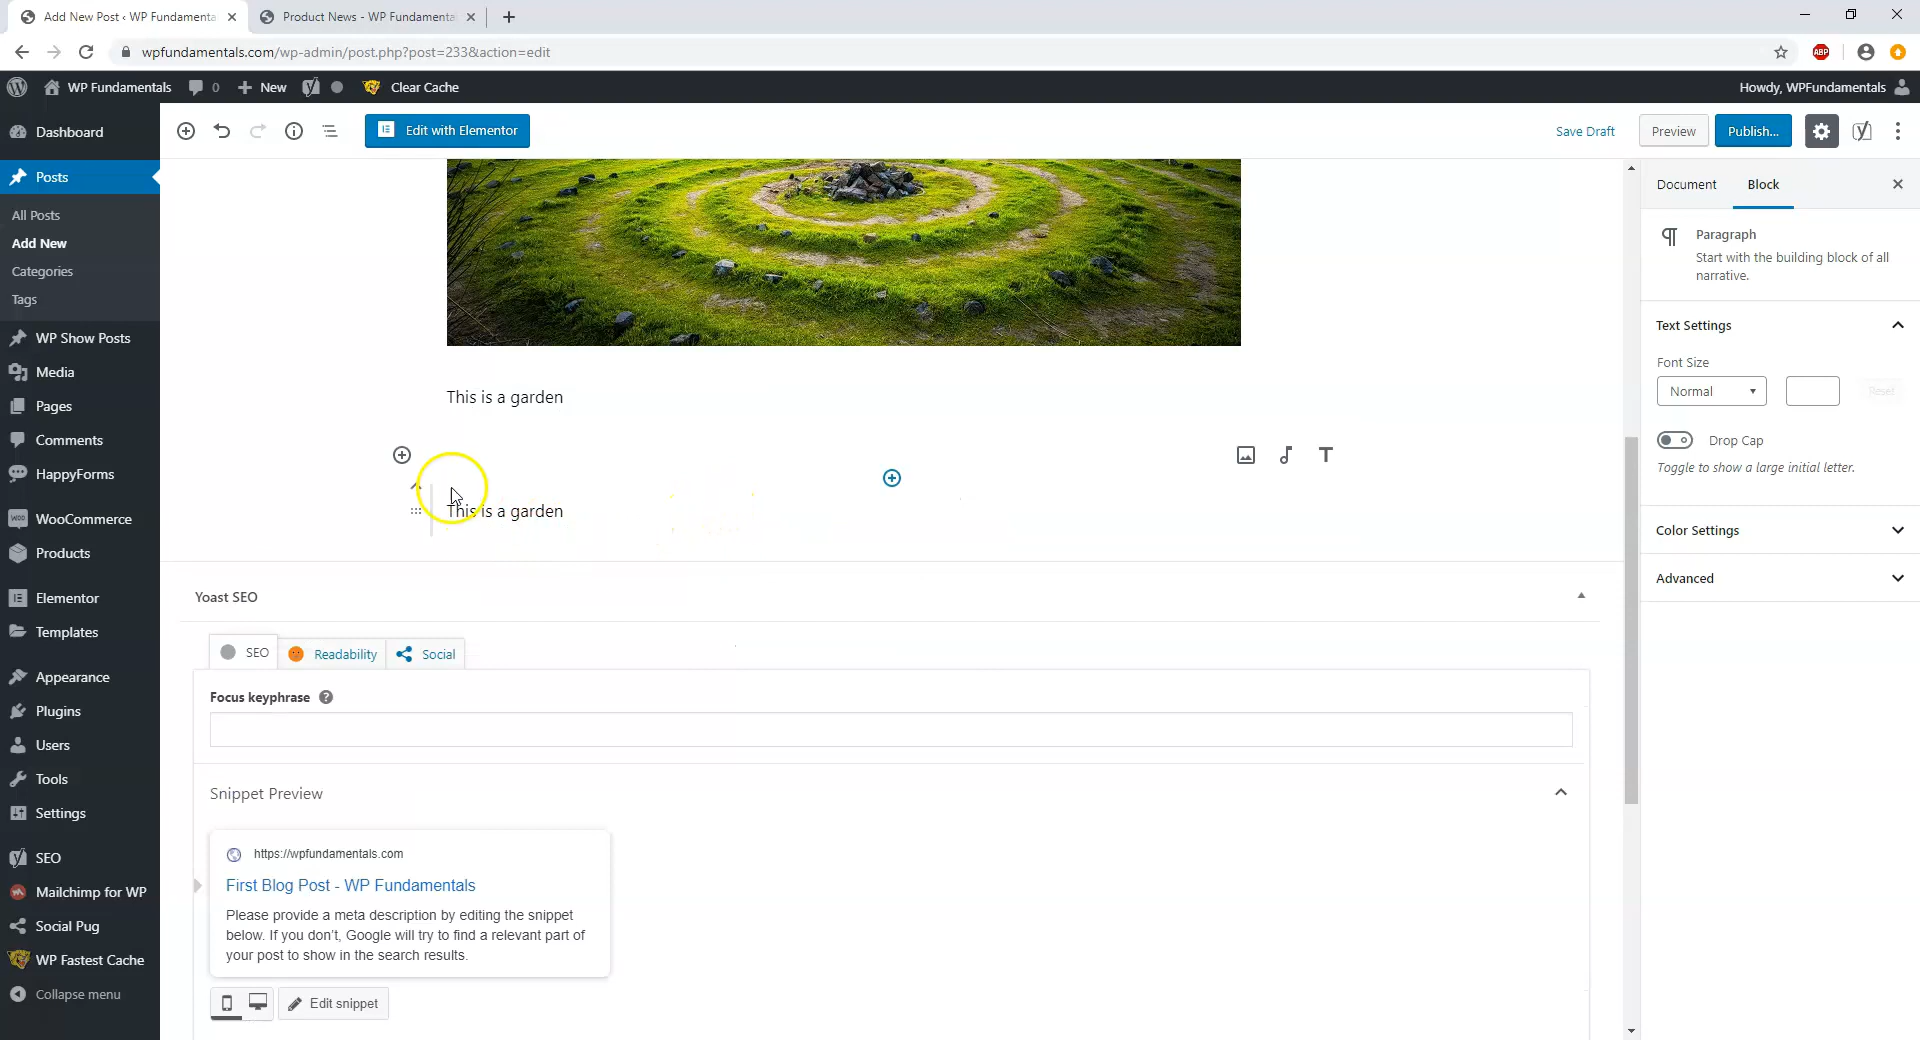 Add New Post ‹ WP Fundamenta
Product News - WP Fundamenta
wpfundamentals.com/wp-admin/post.php?post=233&action=edit
ABP
WP Fundamentals
0
New
Clear Cache
Howdy, WPFundamentals
Dashboard
Posts
All Posts
Add New
Categories
Tags
WP Show Posts
Media
Pages
Comments
HappyForms
WooCommerce
Products
Elementor
Templates
Appearance
Plugins
Users
Tools
Settings
SEO
Mailchimp for WP
Social Pug
WP Fastest Cache
Collapse menu
Edit with Elementor
Save Draft
Preview
Publish...
This is a garden
This is a garden
Yoast SEO
SEO
Readability
Social
Focus keyphrase
Snippet Preview
https://wpfundamentals.com
First Blog Post - WP Fundamentals
Please provide a meta description by editing the snippet
below. If you don't, Google will try to find a relevant part of
your post to show in the search results.
Edit snippet
Document
Block
Paragraph
Start with the building block of all
narrative.
Text Settings
Font Size
Normal
Reset
Drop Cap
Toggle to show a large initial letter.
Color Settings
Advanced